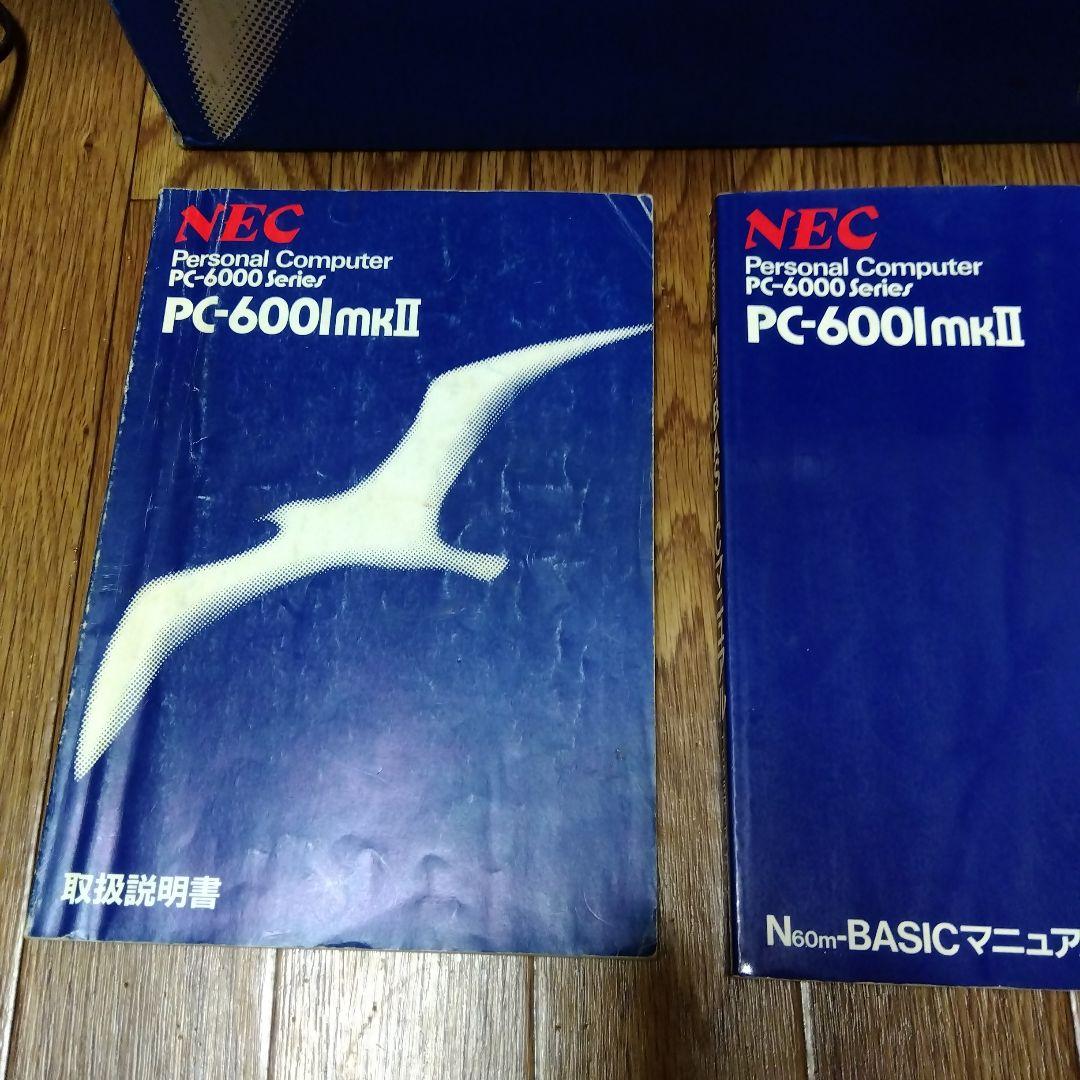 NEC
Personal Computer
PC-6000 Series
PC-6001mkII
取扱説明書
NEC
Personal Computer
PC-6000 Series
PC-6001mkII
N60m-BASICマニュア